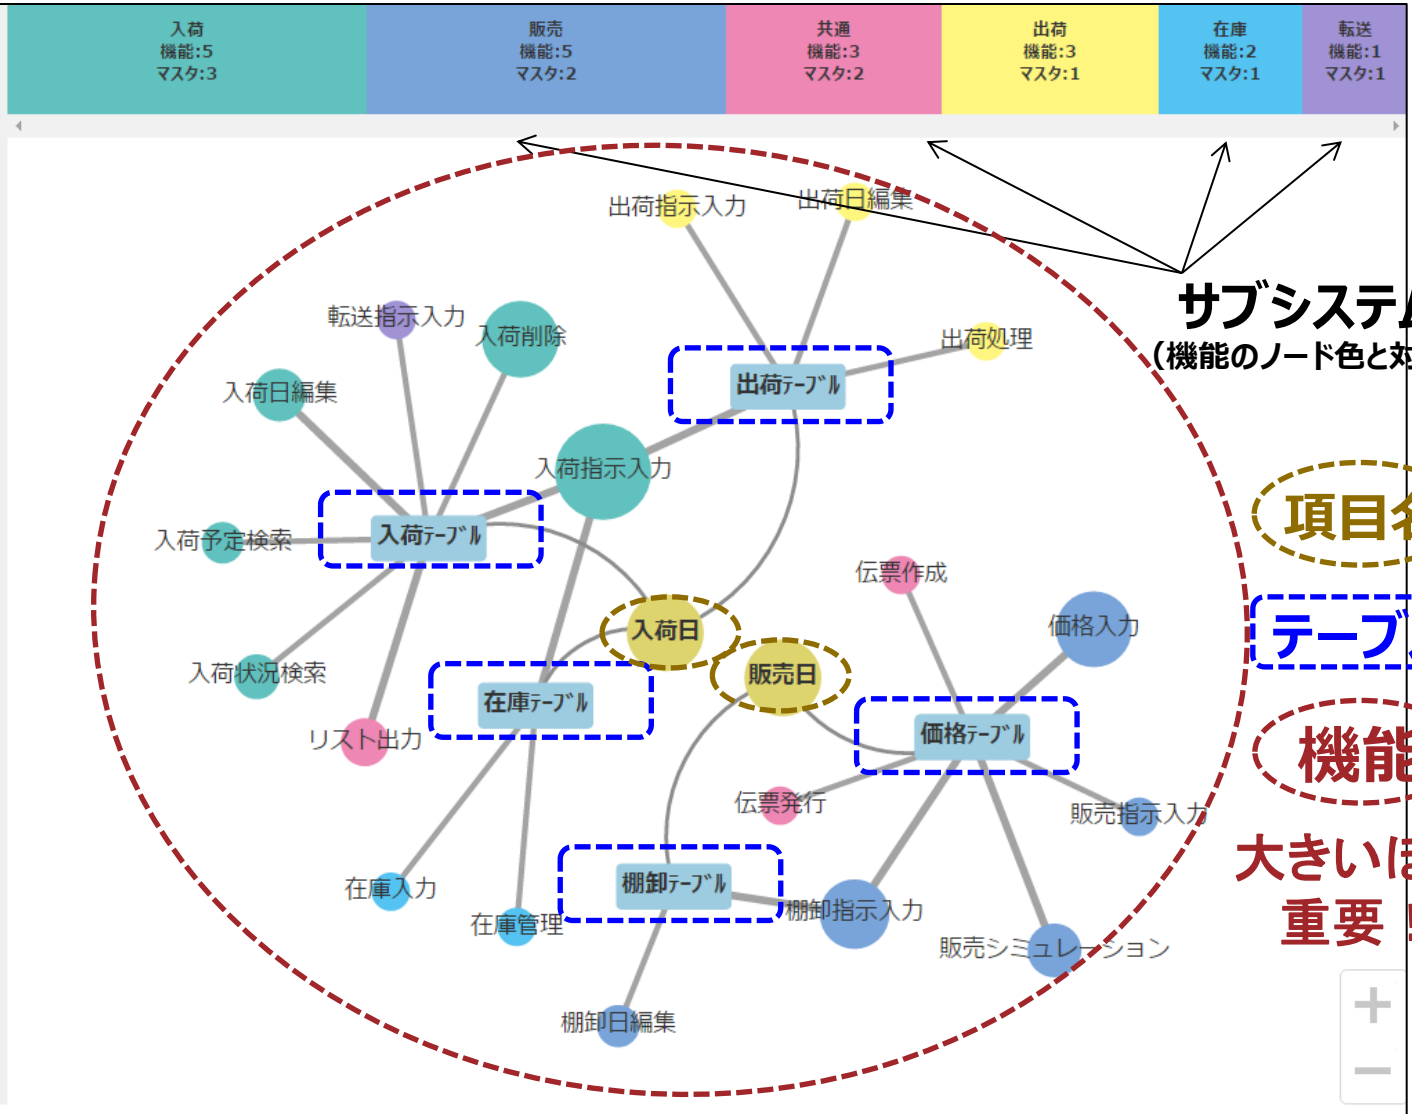 入荷
機能:5
マスタ:3
販売
機能:5
マスタ:2
共通
機能:3
マスタ:2
出荷
機能:3
マスタ:1
在庫
機能:2
マスタ:1
転送
機能:1
マスタ:1
出荷指示入力
出荷日編集
サブシステム
(機能のノード色と対
転送指示入力
入荷削除
出荷処理
入荷日編集
出荷ﾃｰﾌﾞﾙ
入荷指示入力
項目名
入荷ﾃｰﾌﾞﾙ
入荷予定検索
伝票作成
価格入力
入荷日
テーブ
入荷状況検索
販売日
在庫ﾃｰﾌﾞﾙ
リスト出力
価格ﾃｰﾌﾞﾙ
機能
伝票発行
販売指示入力
大きいほ
在庫入力
棚卸ﾃｰﾌﾞﾙ
在庫管理
棚卸指示入力
重要！
販売シミュレーション
棚卸日編集
+
−